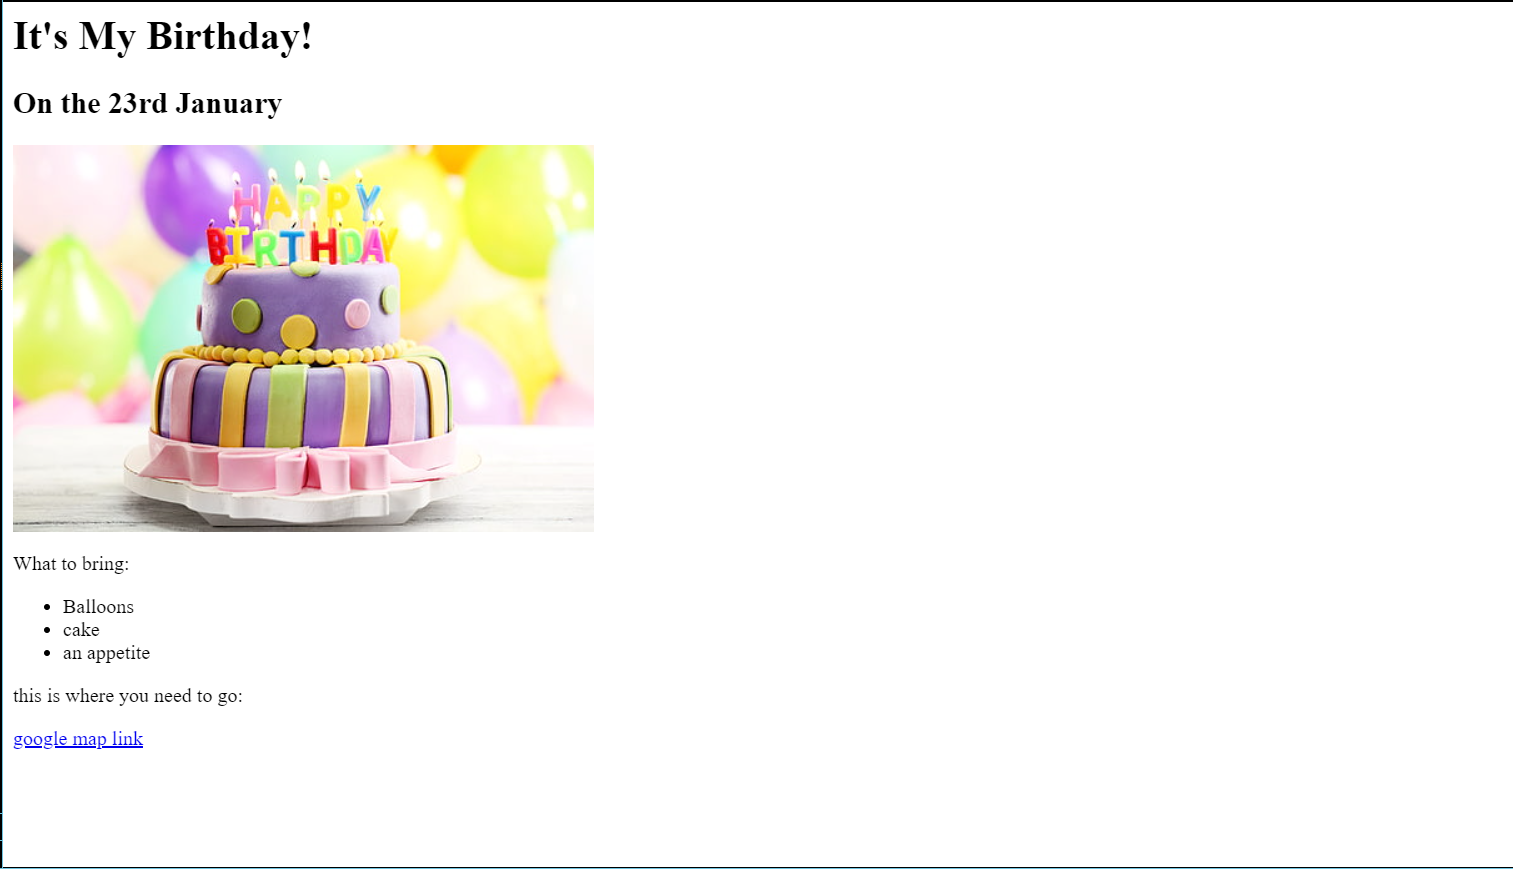 It's My Birthday!
On the 23rd January
HAPPY
BIRTHDAY
What to bring:
Balloons
cake
an appetite
this is where you need to go:
google map link